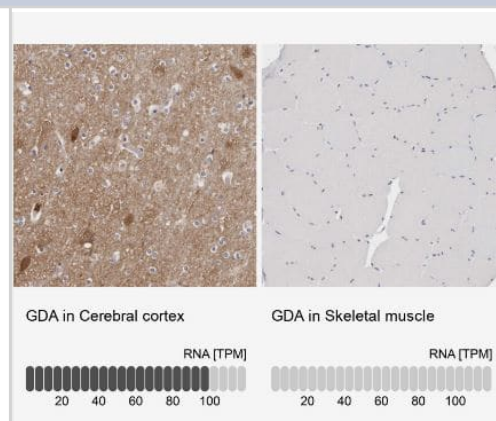 GDA in Cerebral cortex
RNA [TPM]
20 40 60 80 100
GDA in Skeletal muscle
RNA [TPM]
20 40 60 80 100